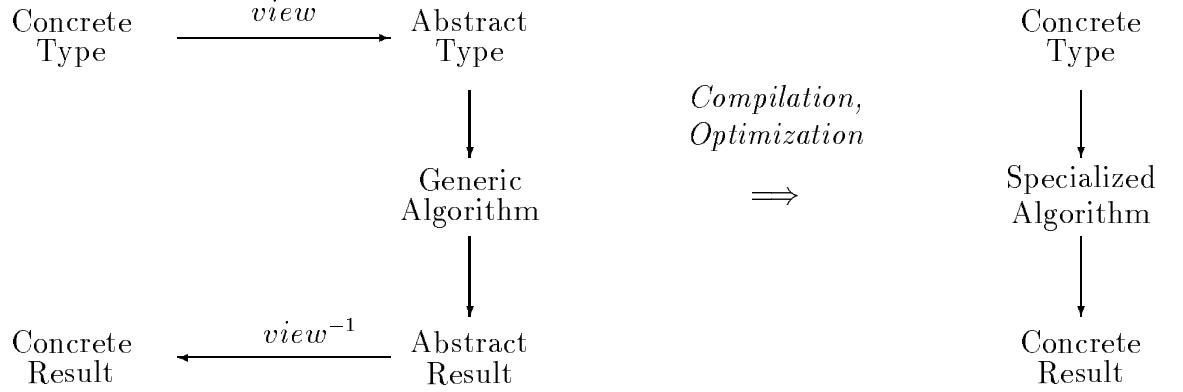 Concrete
Type
view
Abstract
Type
Generic
Algorithm
Concrete
Result
view⁻¹
Abstract
Result
Compilation,
Optimization
⟹
Concrete
Type
Specialized
Algorithm
Concrete
Result